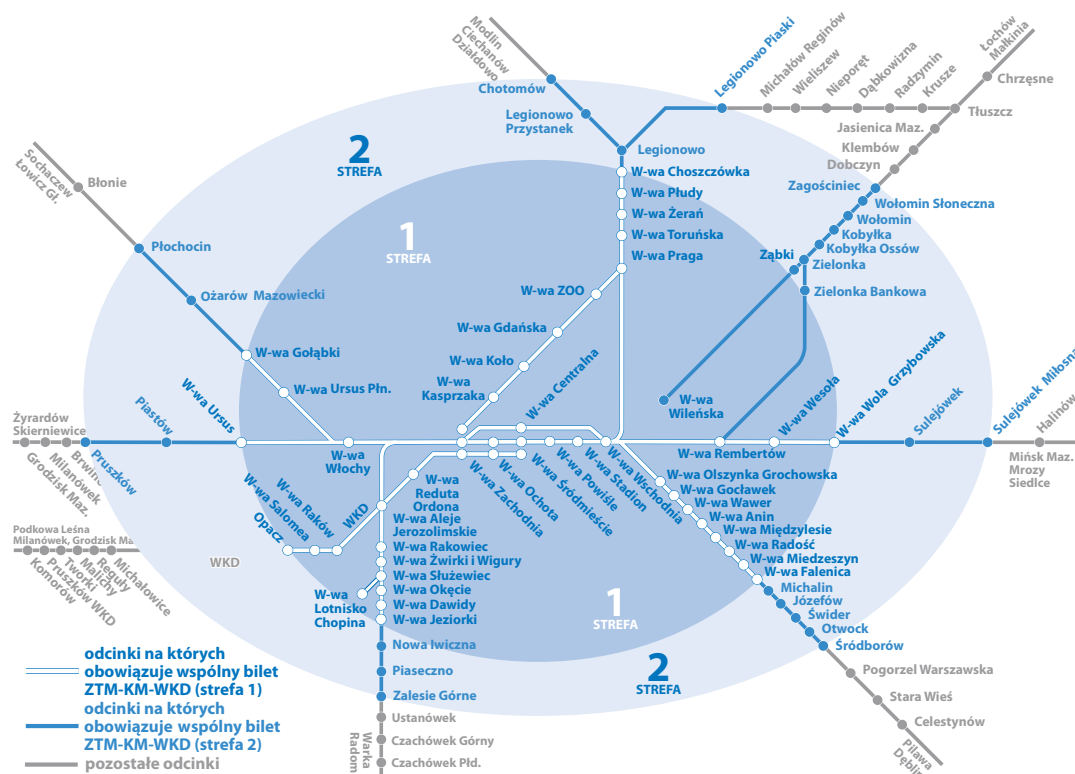 Modlin
Ciechanów
Działdowo
Chotomów
Legionowo
Przystanek
Legionowo
Legionowo Piaski
Michałów Reginów
Wieliszew
Nieporęt
Dąbkowizna
Radzymin
Krusze
Łochów
Małkinia
Chrzęsne
Tłuszcz
Jasienica Maz.
Klembów
Dobczyn
Zagościniec
Wołomin Słoneczna
Wołomin
Kobyłka
Kobyłka Ossów
Ząbki
Zielonka
Zielonka Bankowa
2
STREFA
1
STREFA
Sochaczew
Łowicz Gł.
Błonie
Płochocin
Ożarów Mazowiecki
W-wa Gołąbki
W-wa Ursus Płn.
W-wa Choszczówka
W-wa Płudy
W-wa Żerań
W-wa Toruńska
W-wa Praga
W-wa ZOO
W-wa Gdańska
W-wa Koło
W-wa
Kasprzaka
W-wa Centralna
W-wa
Wileńska
W-wa Wesoła
W-wa Wola Grzybowska
Sulejówek
Sulejówek Miłosna
Halinów
Mińsk Maz.
Mrozy
Siedlce
Żyrardów
Skierniewice
Grodzisk Maz.
Milanówek
Brwinów
Pruszków
Piastów
W-wa Ursus
W-wa
Włochy
W-wa Rembertów
W-wa Salomea
W-wa Raków
Opacz
WKD
W-wa
Reduta
Ordona
W-wa Zachodnia
W-wa Ochota
W-wa Śródmieście
W-wa Powiśle
W-wa Stadion
W-wa Wschodnia
W-wa Olszynka Grochowska
W-wa Gocławek
W-wa Wawer
W-wa Anin
W-wa Międzylesie
W-wa Radość
W-wa Miedzeszyn
W-wa Falenica
Michalin
Józefów
Świder
Otwock
Śródborów
Pogorzel Warszawska
Stara Wieś
Celestynów
Pilawa
Dęblin
W-wa Aleje
Jerozolimskie
W-wa Rakowiec
W-wa Żwirki i Wigury
W-wa Służewiec
W-wa Okęcie
W-wa Dawidy
W-wa Jeziorki
W-wa
Lotnisko
Chopina
Nowa Iwiczna
Piaseczno
Zalesie Górne
Ustanówek
Czachówek Górny
Czachówek Płd.
Warka
Radom
1
STREFA
2
STREFA
Podkowa Leśna
Milanówek, Grodzisk Ma
WKD
Komorów
Pruszków WKD
Tworki
Malichy
Reguły
Michałowice
odcinki na których
obowiązuje wspólny bilet
ZTM-KM-WKD (strefa 1)
odcinki na których
obowiązuje wspólny bilet
ZTM-KM-WKD (strefa 2)
pozostałe odcinki